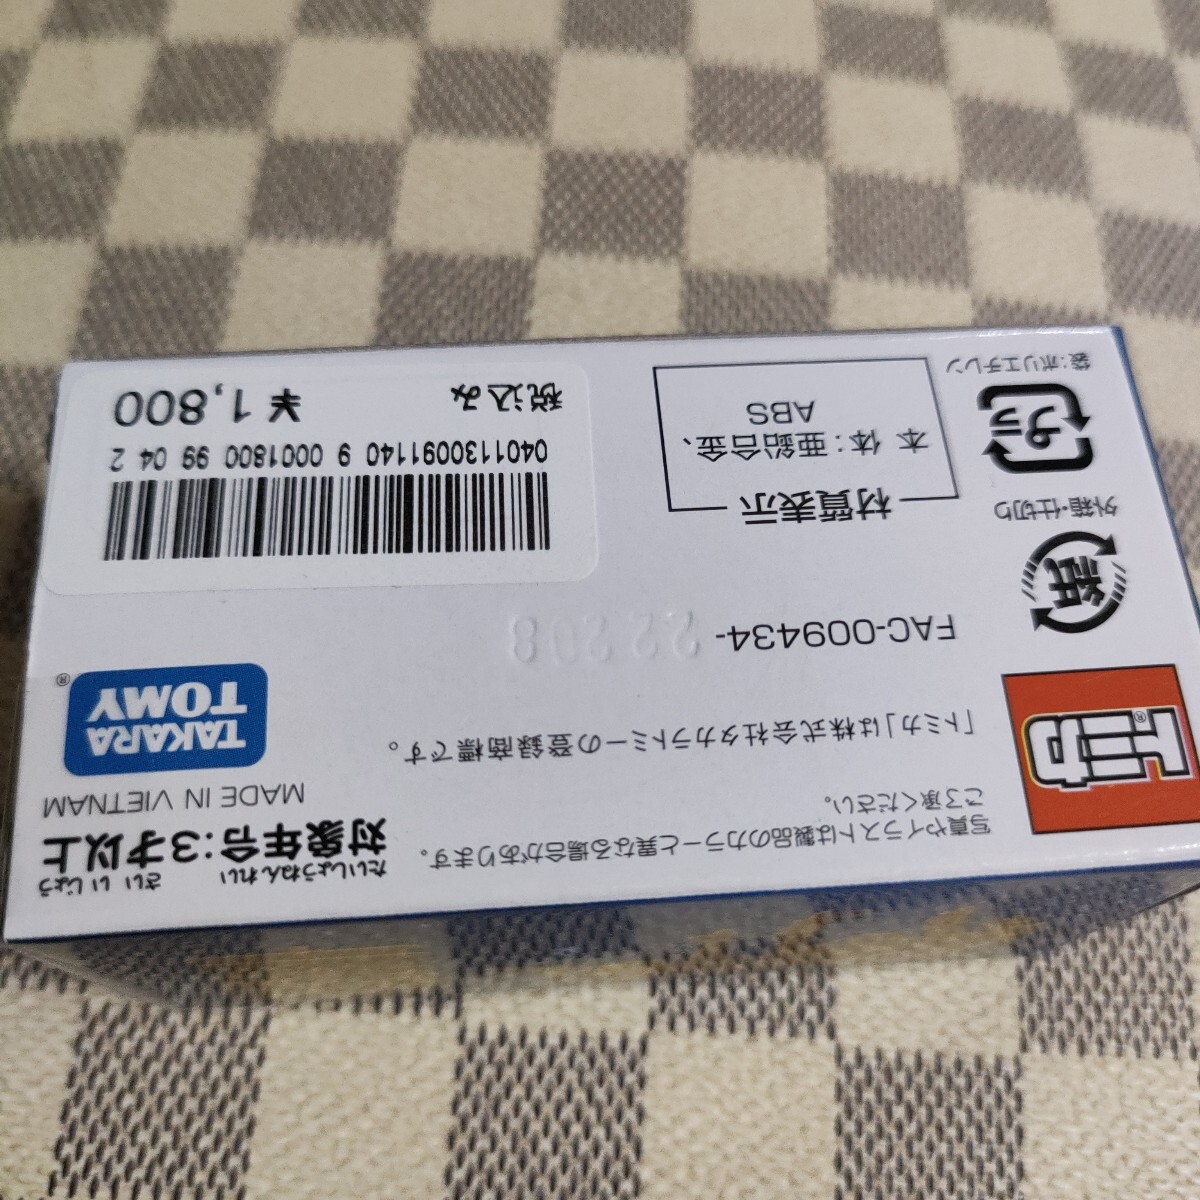 たいしょうねんれい　さい いじょう
対象年令：3才以上
MADE IN VIETNAM
TAKARA
TOMY
®
写真やイラストは製品のカラーと異なる場合があります。
ご了承ください。
「トミカ」は株式会社タカラトミーの登録商標です。
トミカ®
FAC-009434-
22208
紙
外箱・仕切り
プラ
袋：ポリエチレン
材質表示
本 体：亜鉛合金、
ABS
0401130091140 9 0001800 99 04 2
税込み ￥1,800